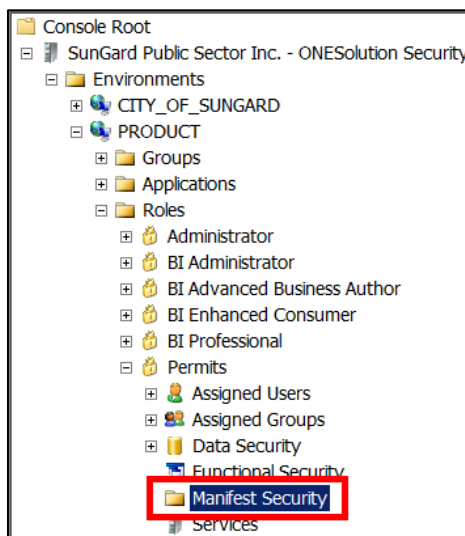 Console Root
SunGard Public Sector Inc. - ONESolution Security
Environments
CITY_OF_SUNGARD
PRODUCT
Groups
Applications
Roles
Administrator
BI Administrator
BI Advanced Business Author
BI Enhanced Consumer
BI Professional
Permits
Assigned Users
Assigned Groups
Data Security
Functional Security
Manifest Security
Services